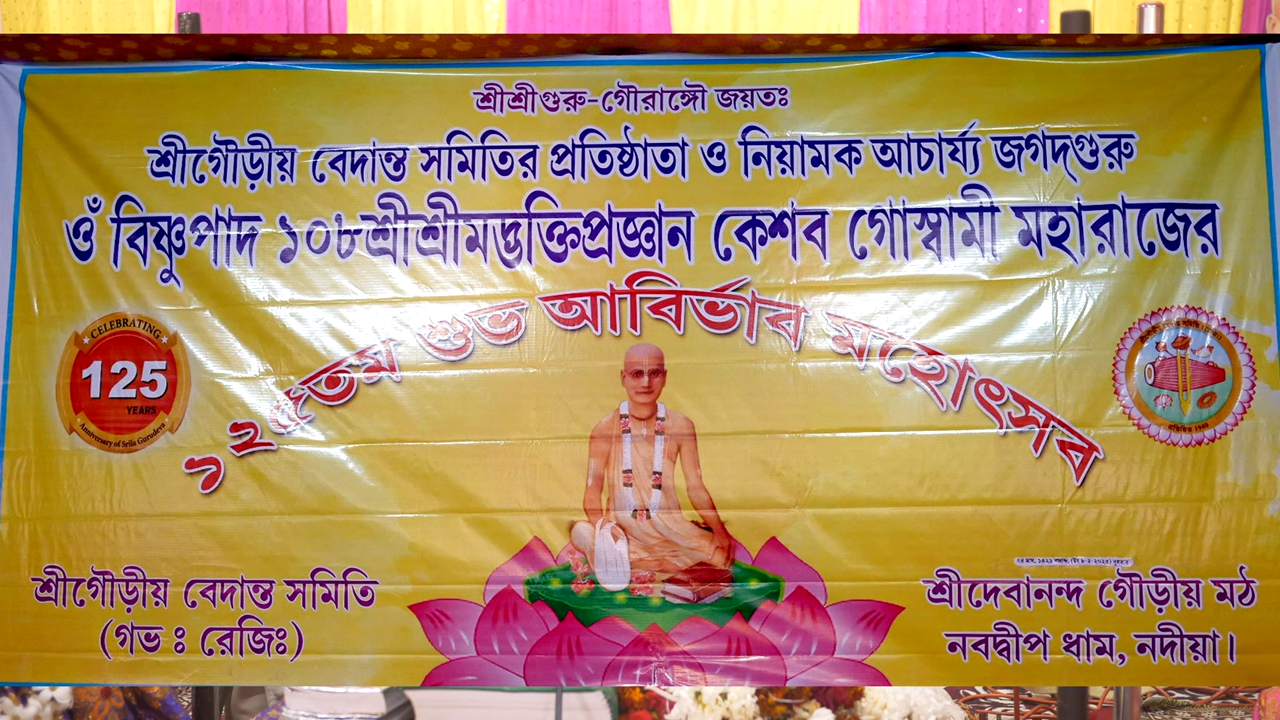 শ্রীশ্রীগুরু-গৌরাঙ্গৌ জয়তঃ
শ্রীগৌড়ীয় বেদান্ত সমিতির প্রতিষ্ঠাতা ও নিয়ামক আচার্য্য জগদ্গুরু
ওঁ বিষ্ণুপাদ ১০৮শ্রীশ্রীমদ্ভক্তিপ্রজ্ঞান কেশব গোস্বামী মহারাজের
১২৫তম শুভ আবির্ভাব মহোৎসব
CELEBRATING
125
YEARS
Anniversary of Srila Gurudeva
শ্রীগৌড়ীয় বেদান্ত সমিতি
(গভ ঃ রেজিঃ)
শ্রীদেবানন্দ গৌড়ীয় মঠ
নবদ্বীপ ধাম, নদীয়া।